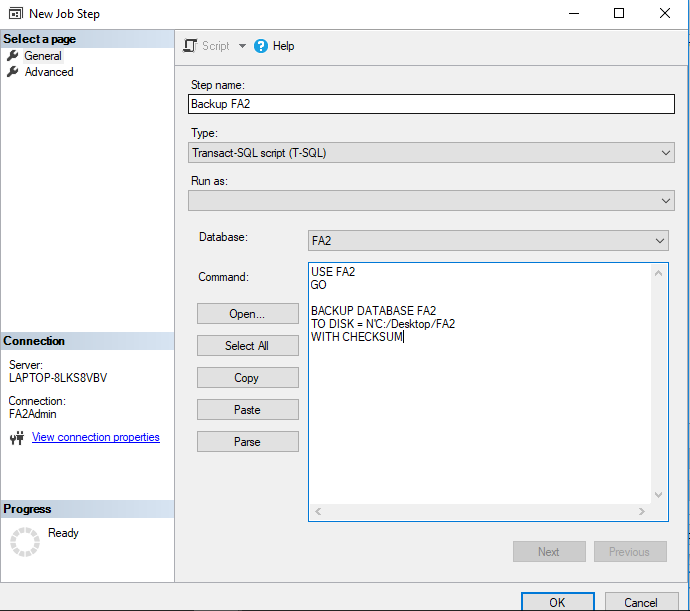 New Job Step
Select a page
General
Advanced
Script
Help
Step name:
Backup FA2
Type:
Transact-SQL script (T-SQL)
Run as:
Database:
FA2
Command:
USE FA2
GO
BACKUP DATABASE FA2
TO DISK = N'C:/Desktop/FA2
WITH CHECKSUM
Open...
Select All
Copy
Paste
Parse
Connection
Server:
LAPTOP-8LKS8VBV
Connection:
FA2Admin
View connection properties
Progress
Ready
Next
Previous
OK
Cancel